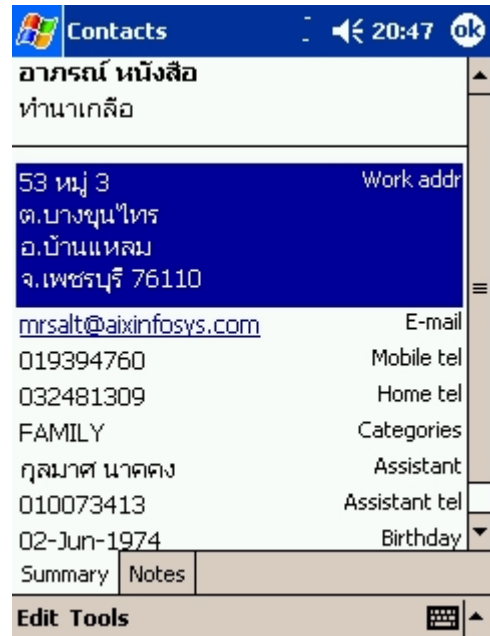 Contacts 20:47 ok
อาภรณ์ หนังสือ
ทำนาเกลือ
53 หมู่ 3 Work addr
ต.บางขุนไทร
อ.บ้านแหลม
จ.เพชรบุรี 76110
mrsalt@aixinfosys.com E-mail
019394760 Mobile tel
032481309 Home tel
FAMILY Categories
กุลมาศ นาคคง Assistant
010073413 Assistant tel
02-Jun-1974 Birthday
Summary Notes
Edit Tools